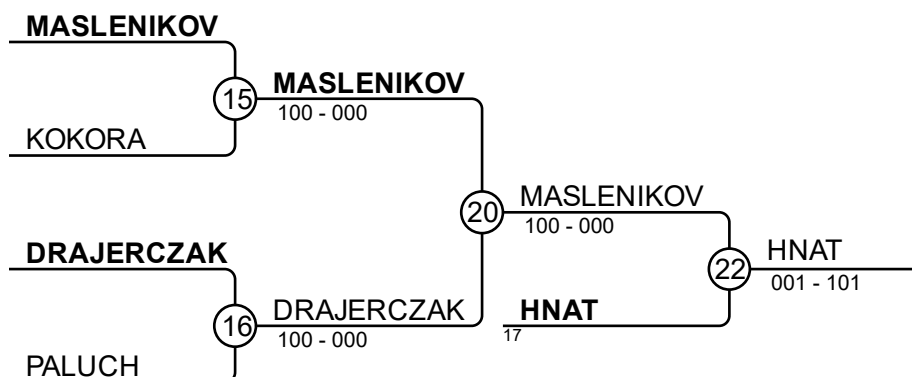 MASLENIKOV
15
MASLENIKOV
100 - 000
KOKORA
20
MASLENIKOV
100 - 000
DRAJERCZAK
16
DRAJERCZAK
100 - 000
PALUCH
22
HNAT
001 - 101
HNAT
17